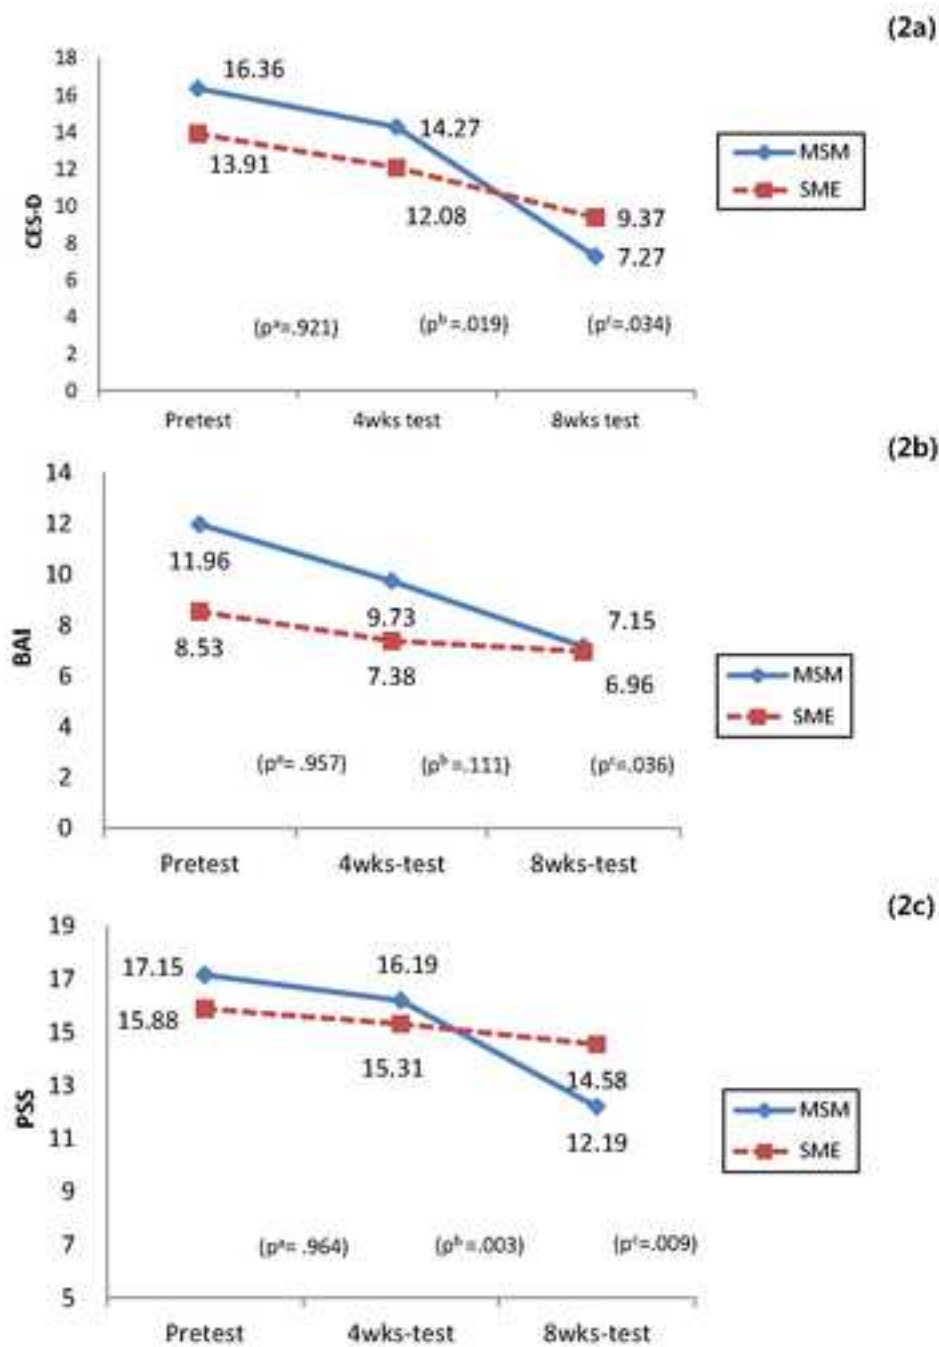 (2a)
18
16
14
12
10
8
6
4
2
0
CES-D
16.36
14.27
13.91
12.08
9.37
7.27
MSM
SME
(pᵃ=.921) (pᵇ=.019) (pᶜ=.034)
Pretest 4wks test 8wks test
(2b)
14
12
10
8
6
4
2
0
BAI
11.96
9.73
7.15
8.53
7.38
6.96
MSM
SME
(pᵃ= .957) (pᵇ=.111) (pᶜ=.036)
Pretest 4wks-test 8wks-test
(2c)
19
17
15
13
11
9
7
5
PSS
17.15
16.19
15.88
15.31
14.58
12.19
MSM
SME
(pᵃ= .964) (pᵇ=.003) (pᶜ=.009)
Pretest 4wks-test 8wks-test